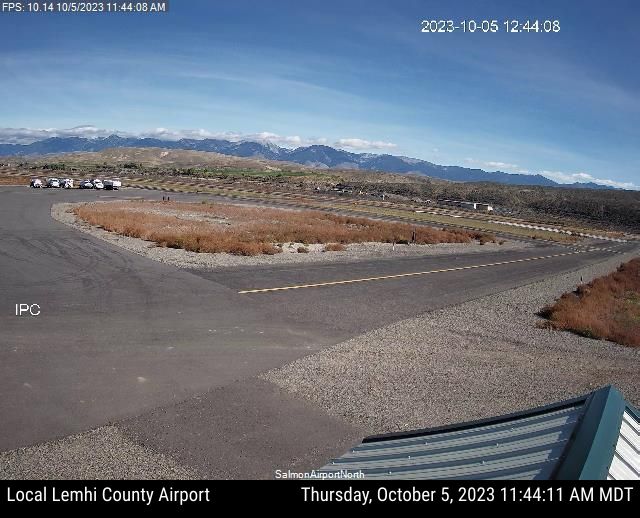 FPS: 10.14 10/5/2023 11:44:08 AM
2023-10-05 12:44:08
IPC
SalmonAirportNorth
Local Lemhi County Airport Thursday, October 5, 2023 11:44:11 AM MDT